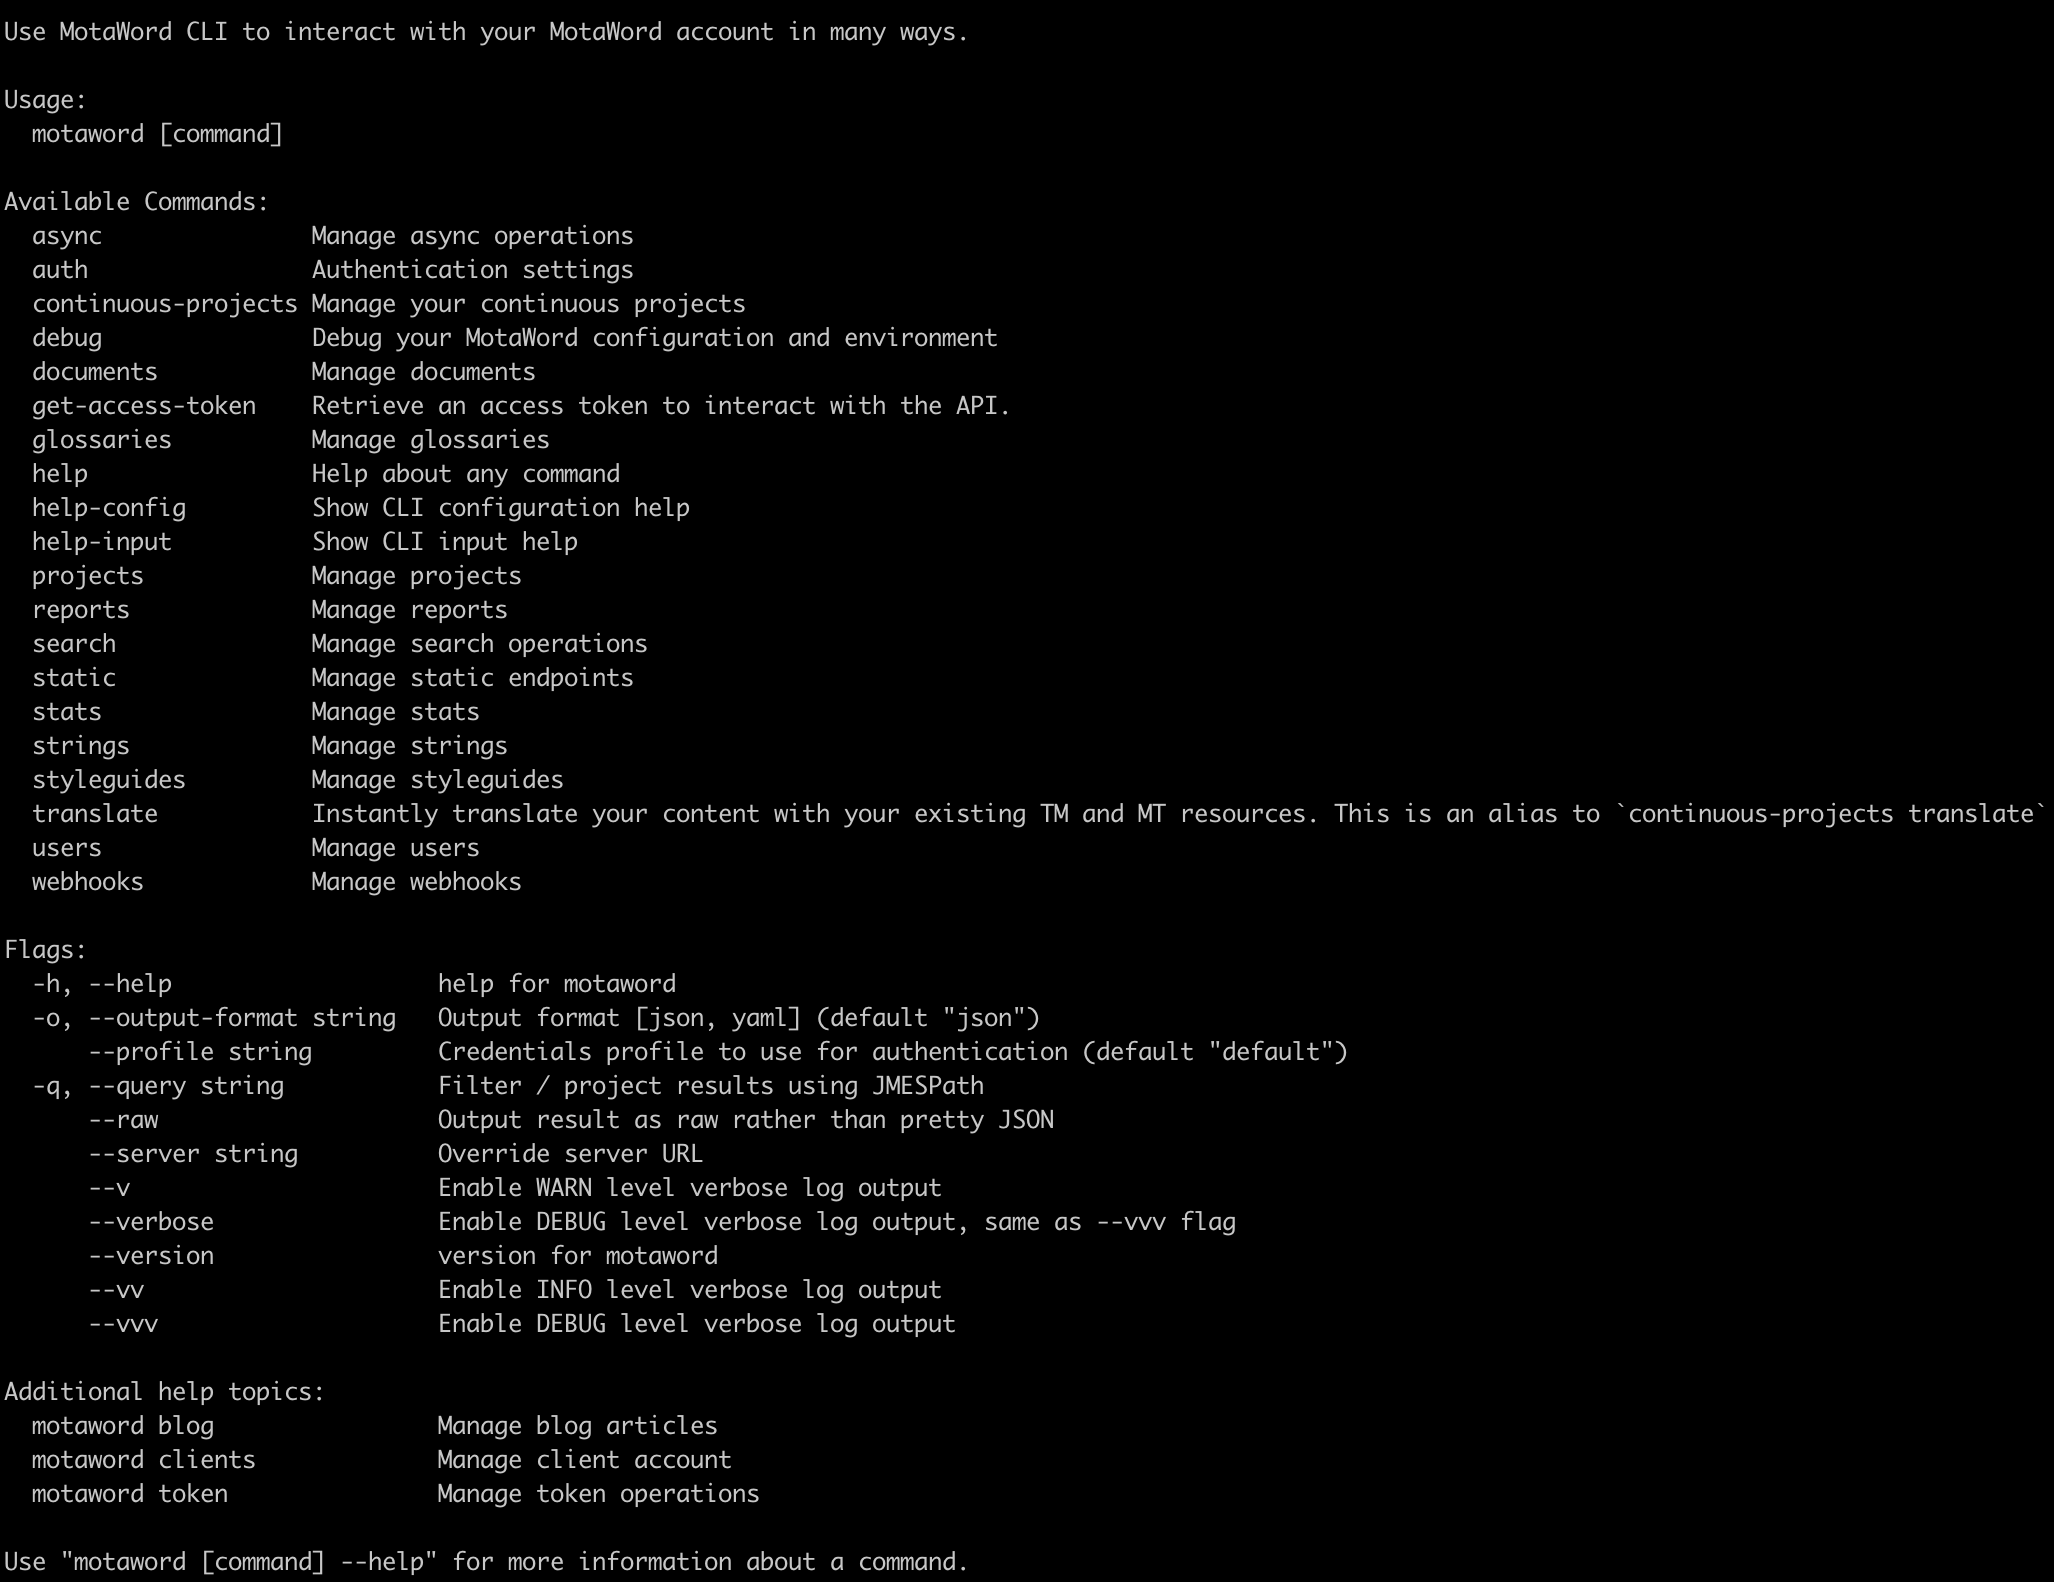 Use MotaWord CLI to interact with your MotaWord account in many ways.

Usage:
  motaword [command]

Available Commands:
  async               Manage async operations
  auth                Authentication settings
  continuous-projects Manage your continuous projects
  debug               Debug your MotaWord configuration and environment
  documents           Manage documents
  get-access-token    Retrieve an access token to interact with the API.
  glossaries          Manage glossaries
  help                Help about any command
  help-config         Show CLI configuration help
  help-input          Show CLI input help
  projects            Manage projects
  reports             Manage reports
  search              Manage search operations
  static              Manage static endpoints
  stats               Manage stats
  strings             Manage strings
  styleguides         Manage styleguides
  translate           Instantly translate your content with your existing TM and MT resources. This is an alias to `continuous-projects translate`
  users               Manage users
  webhooks            Manage webhooks

Flags:
  -h, --help                   help for motaword
  -o, --output-format string   Output format [json, yaml] (default "json")
      --profile string         Credentials profile to use for authentication (default "default")
  -q, --query string           Filter / project results using JMESPath
      --raw                    Output result as raw rather than pretty JSON
      --server string          Override server URL
      --v                      Enable WARN level verbose log output
      --verbose                Enable DEBUG level verbose log output, same as --vvv flag
      --version                version for motaword
      --vv                     Enable INFO level verbose log output
      --vvv                    Enable DEBUG level verbose log output

Additional help topics:
  motaword blog                Manage blog articles
  motaword clients             Manage client account
  motaword token               Manage token operations

Use "motaword [command] --help" for more information about a command.